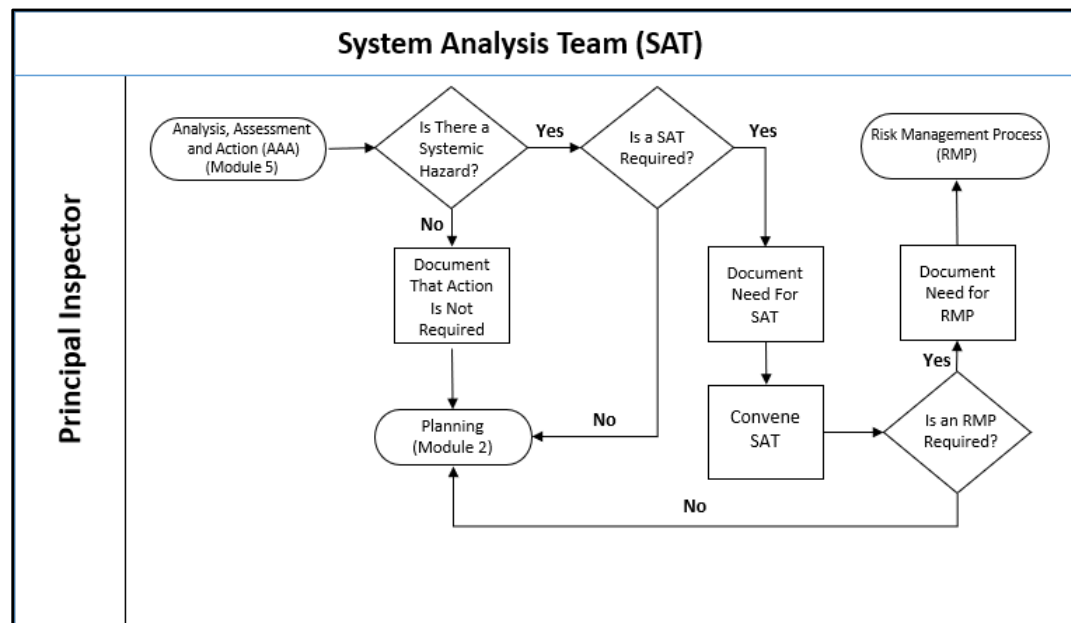 System Analysis Team (SAT)
Principal Inspector
Analysis, Assessment
and Action (AAA)
(Module 5)
Is There a
Systemic
Hazard?
Yes
Is a SAT
Required?
Yes
Risk Management Process
(RMP)
No
Document
That Action
Is Not
Required
Document
Need For
SAT
Document
Need for
RMP
Yes
Planning
(Module 2)
No
Convene
SAT
Is an RMP
Required?
No